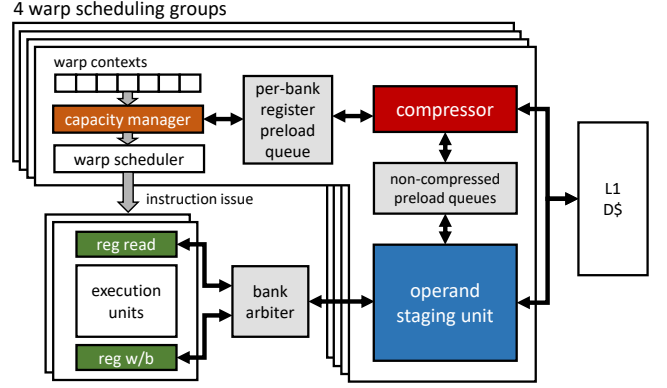 4 warp scheduling groups
warp contexts
capacity manager
warp scheduler
per-bank
register
preload
queue
compressor
non-compressed
preload queues
L1
D$
instruction issue
reg read
execution
units
reg w/b
bank
arbiter
operand
staging unit